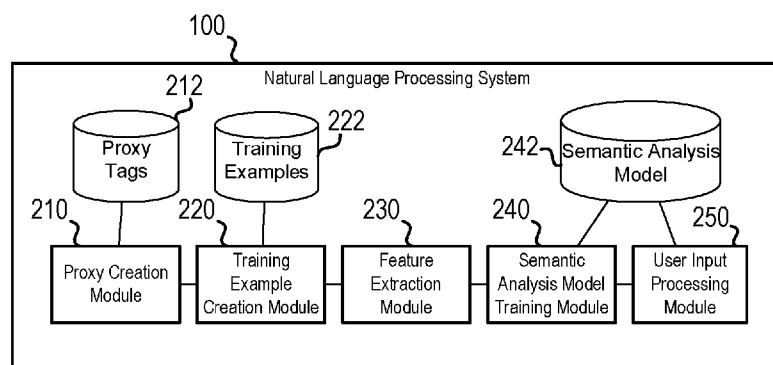 100
Natural Language Processing System
212
Proxy
Tags
222
Training
Examples
242
Semantic Analysis
Model
210
Proxy Creation
Module
220
Training
Example
Creation Module
230
Feature
Extraction
Module
240
Semantic
Analysis Model
Training Module
250
User Input
Processing
Module